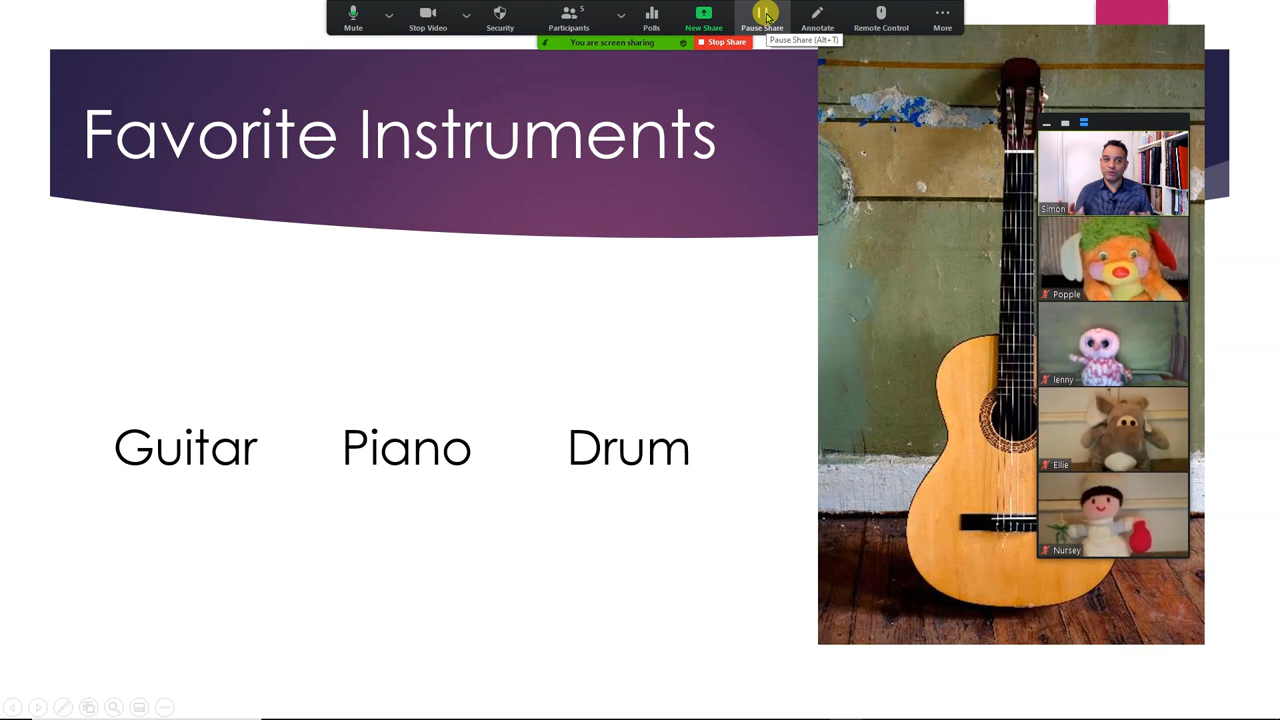 5
Mute Stop Video Security Participants Polls New Share Pause Share Annotate Remote Control More
You are screen sharing Stop Share
Pause Share (Alt+T)
Favorite Instruments
Simon
Popple
lenny
Guitar Piano Drum
Ellie
Nursey